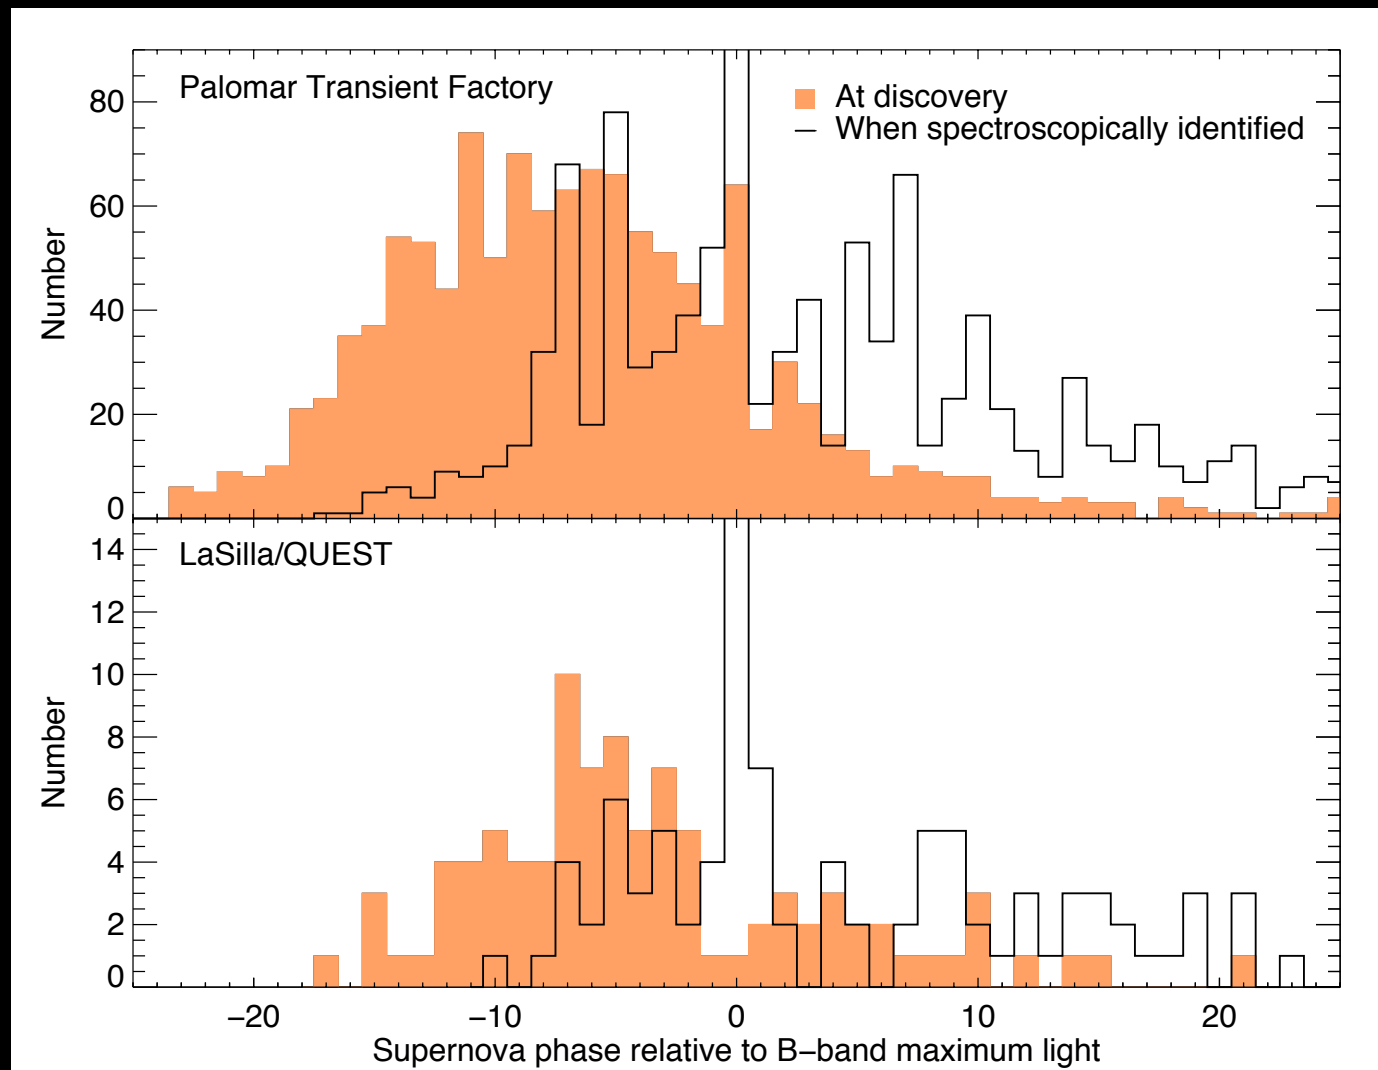 Palomar Transient Factory
At discovery
When spectroscopically identified
80
60
40
20
0
Number
LaSilla/QUEST
14
12
10
8
6
4
2
0
Number
−20 −10 0 10 20
Supernova phase relative to B−band maximum light